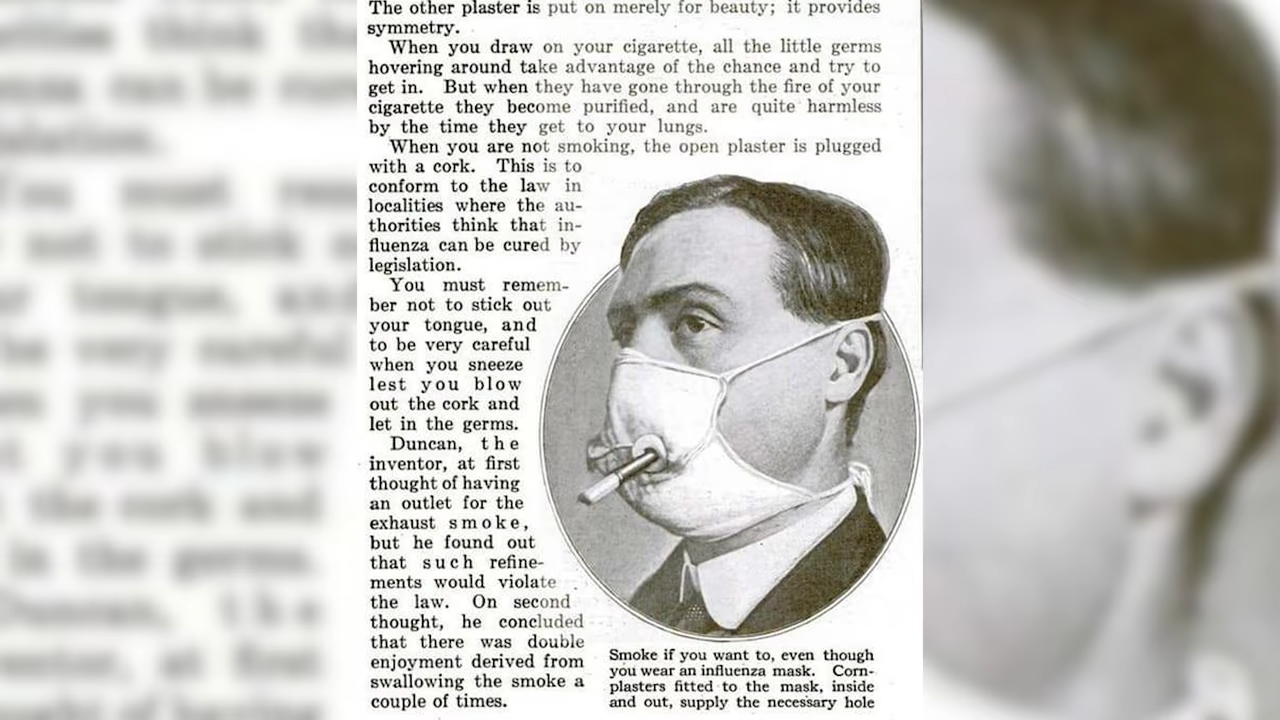 The other plaster is put on merely for beauty; it provides
symmetry.
When you draw on your cigarette, all the little germs
hovering around take advantage of the chance and try to
get in. But when they have gone through the fire of your
cigarette they become purified, and are quite harmless
by the time they get to your lungs.
When you are not smoking, the open plaster is plugged
with a cork. This is to
conform to the law in
localities where the au-
thorities think that in-
fluenza can be cured by
legislation.
You must remem-
ber not to stick out
your tongue, and
to be very careful
when you sneeze
lest you blow
out the cork and
let in the germs.
Duncan, the
inventor, at first
thought of having
an outlet for the
exhaust smoke,
but he found out
that such refine-
ments would violate
the law. On second
thought, he concluded
that there was double
enjoyment derived from
swallowing the smoke a
couple of times.
Smoke if you want to, even though
you wear an influenza mask. Corn-
plasters fitted to the mask, inside
and out, supply the necessary hole